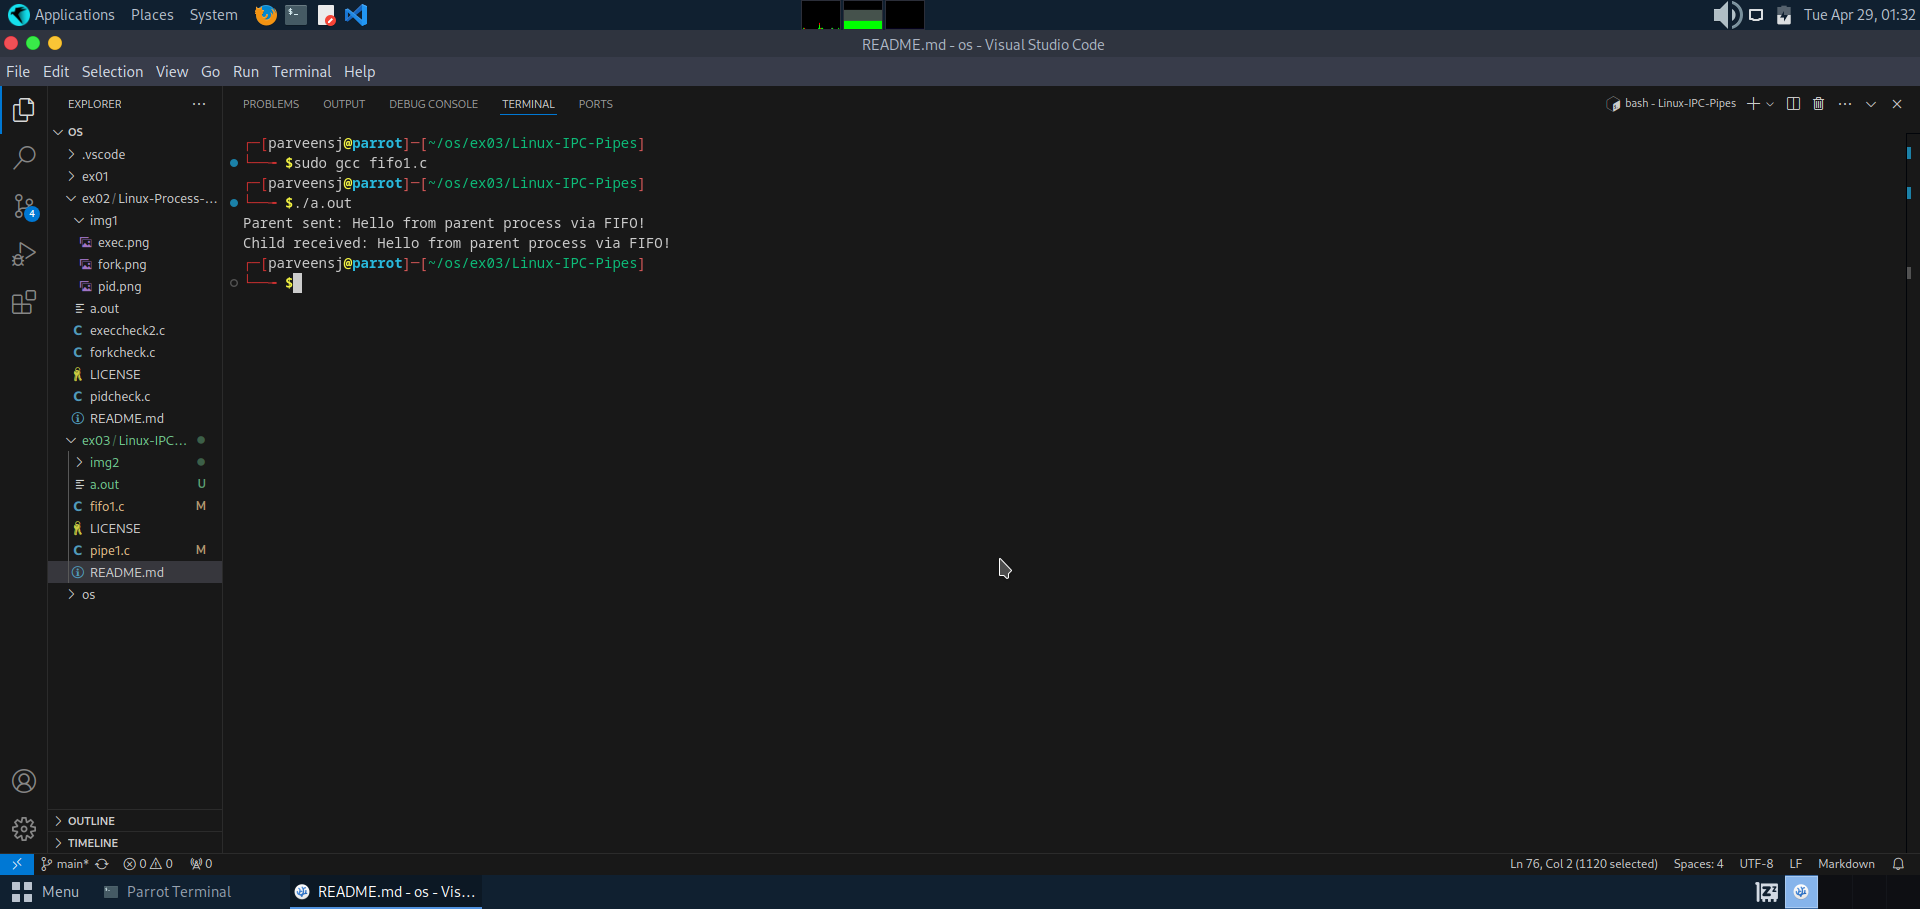 Applications Places System Tue Apr 29, 01:32
README.md - os - Visual Studio Code
File Edit Selection View Go Run Terminal Help
EXPLORER
PROBLEMS OUTPUT DEBUG CONSOLE TERMINAL PORTS bash - Linux-IPC-Pipes
OS
.vscode
ex01
ex02 / Linux-Process-...
img1
exec.png
fork.png
pid.png
a.out
execcheck2.c
forkcheck.c
LICENSE
pidcheck.c
README.md
ex03 / Linux-IPC...
img2
a.out U
fifo1.c M
LICENSE
pipe1.c M
README.md
os
OUTLINE
TIMELINE
┌─[parveensj@parrot]─[~/os/ex03/Linux-IPC-Pipes]
└──╼ $sudo gcc fifo1.c
┌─[parveensj@parrot]─[~/os/ex03/Linux-IPC-Pipes]
└──╼ $./a.out
Parent sent: Hello from parent process via FIFO!
Child received: Hello from parent process via FIFO!
┌─[parveensj@parrot]─[~/os/ex03/Linux-IPC-Pipes]
└──╼ $
4
main* 0 0 0 Ln 76, Col 2 (1120 selected) Spaces: 4 UTF-8 LF Markdown
Menu Parrot Terminal README.md - os - Vis...